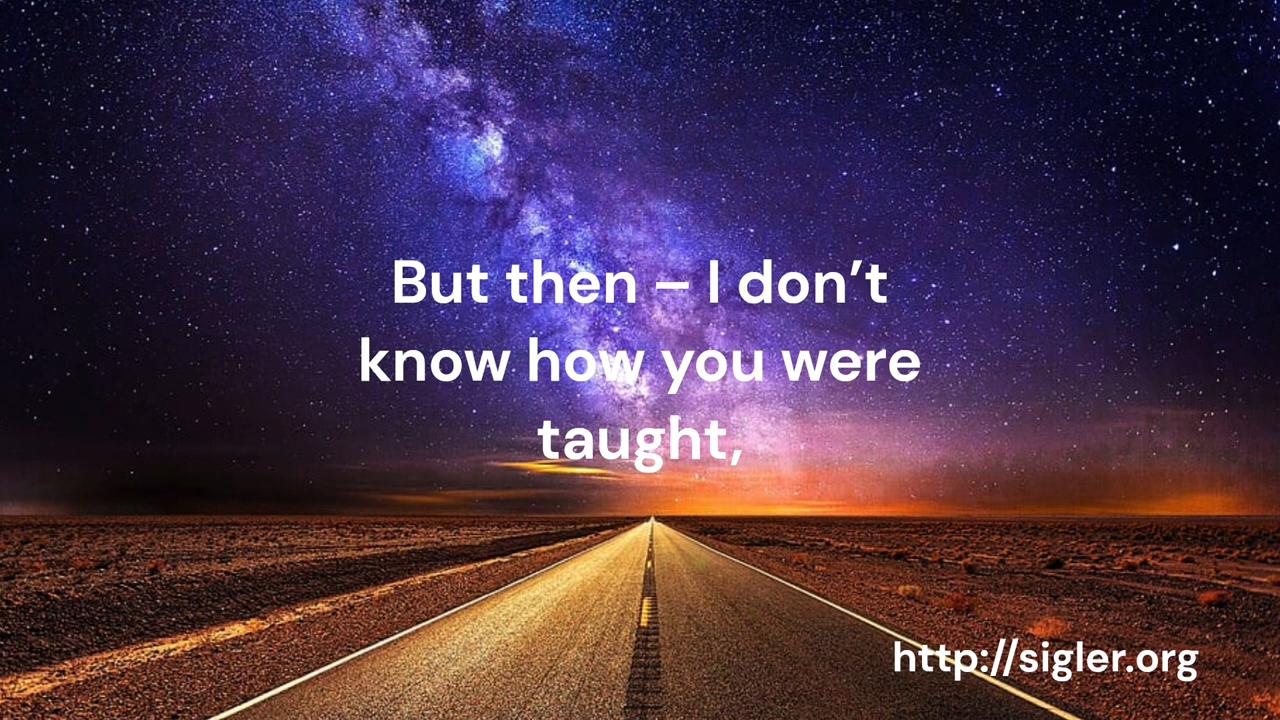 But then – I don’t
know how you were
taught,
http://sigler.org